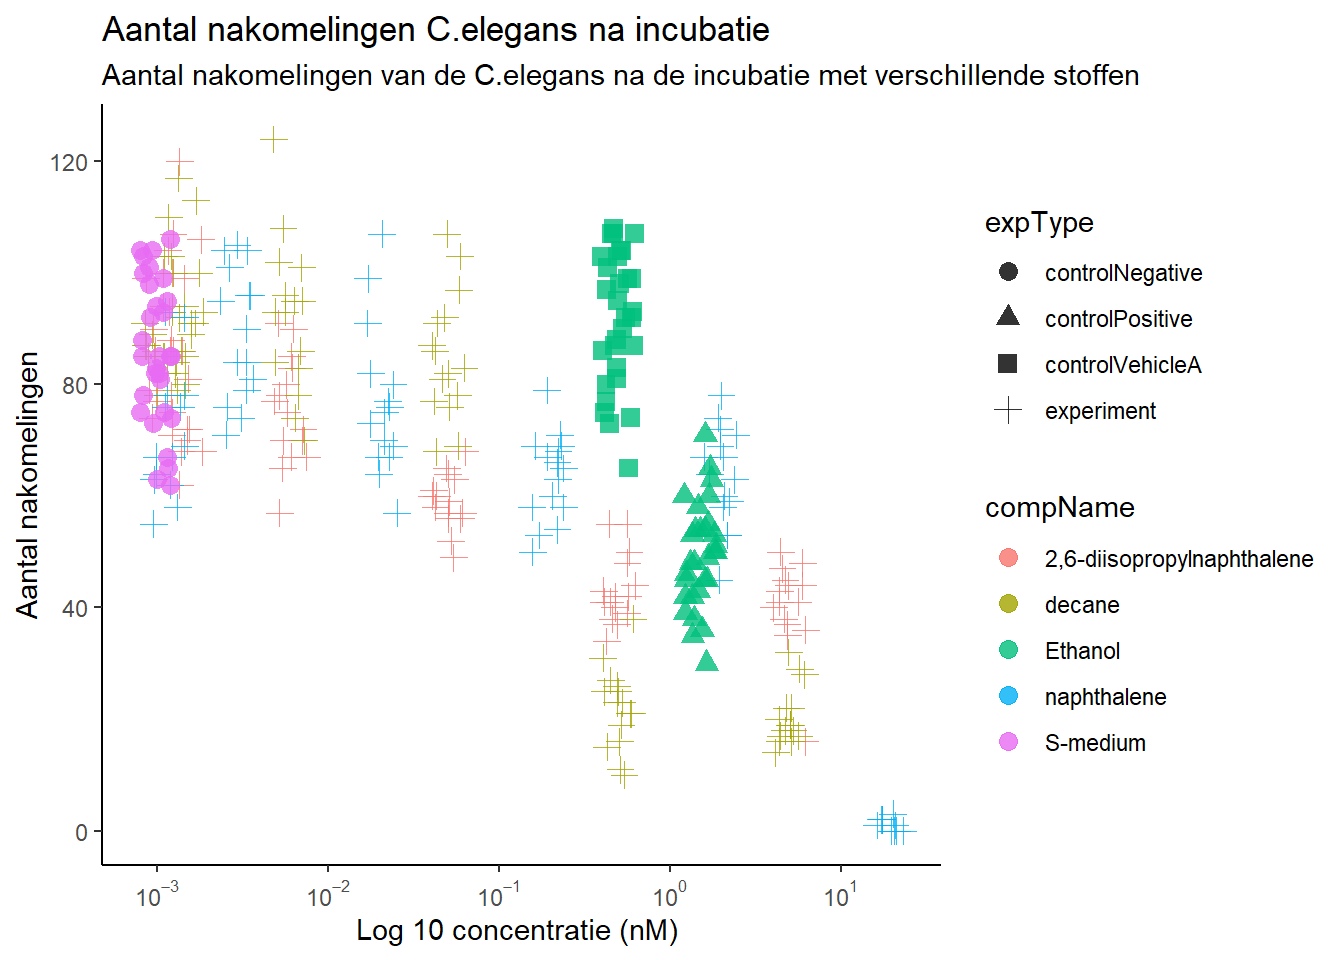 Aantal nakomelingen C.elegans na incubatie
Aantal nakomelingen van de C.elegans na de incubatie met verschillende stoffen
Aantal nakomelingen
120
80
40
0
10⁻³
10⁻²
10⁻¹
10⁰
10¹
Log 10 concentratie (nM)
expType
controlNegative
controlPositive
controlVehicleA
experiment
compName
2,6-diisopropylnaphthalene
decane
Ethanol
naphthalene
S-medium